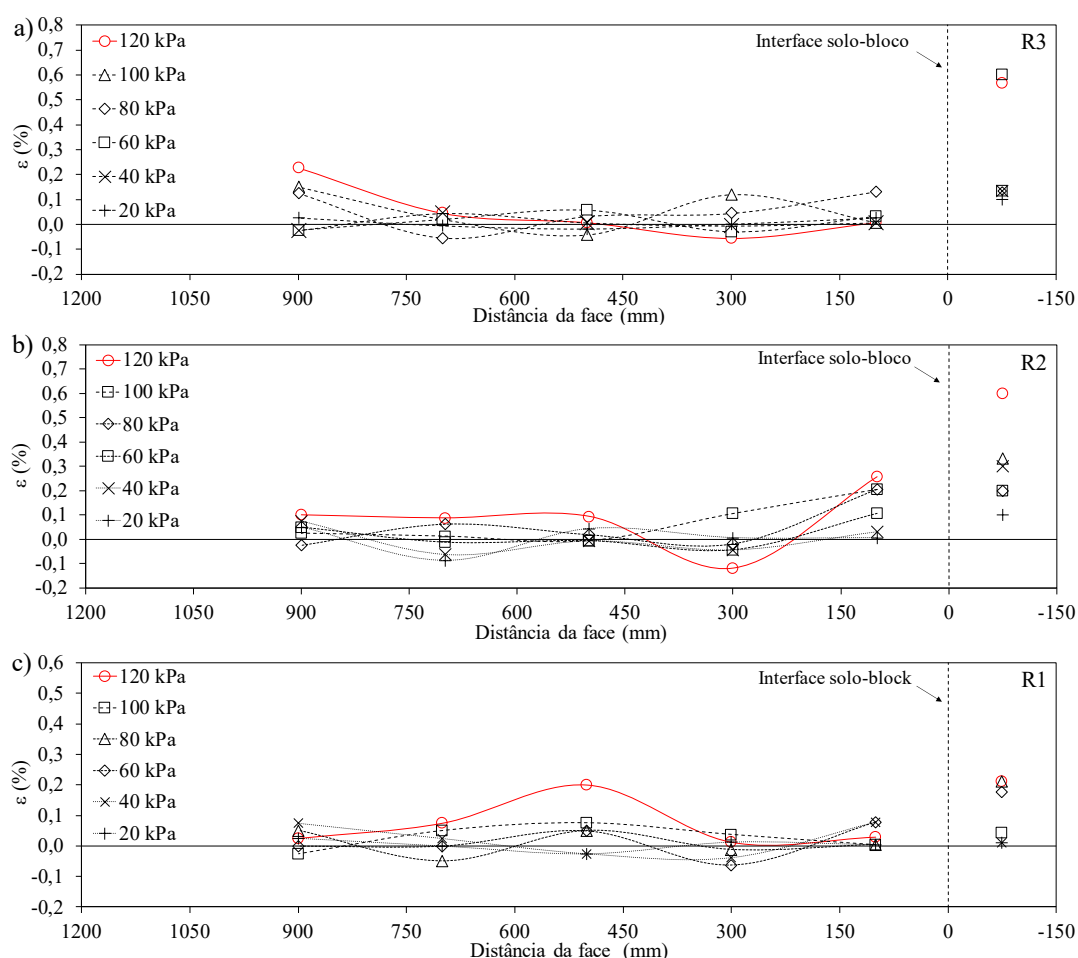 a)
0,8
0,7
0,6
0,5
0,4
0,3
0,2
0,1
0,0
-0,1
-0,2
ε (%)
120 kPa
100 kPa
80 kPa
60 kPa
40 kPa
20 kPa
Interface solo-bloco
R3
1200 1050 900 750 600 450 300 150 0 -150
Distância da face (mm)
b)
0,8
0,7
0,6
0,5
0,4
0,3
0,2
0,1
0,0
-0,1
-0,2
ε (%)
120 kPa
100 kPa
80 kPa
60 kPa
40 kPa
20 kPa
Interface solo-bloco
R2
1200 1050 900 750 600 450 300 150 0 -150
Distância da face (mm)
c)
0,6
0,5
0,4
0,3
0,2
0,1
0,0
-0,1
-0,2
ε (%)
120 kPa
100 kPa
80 kPa
60 kPa
40 kPa
20 kPa
Interface solo-block
R1
1200 1050 900 750 600 450 300 150 0 -150
Distância da face (mm)